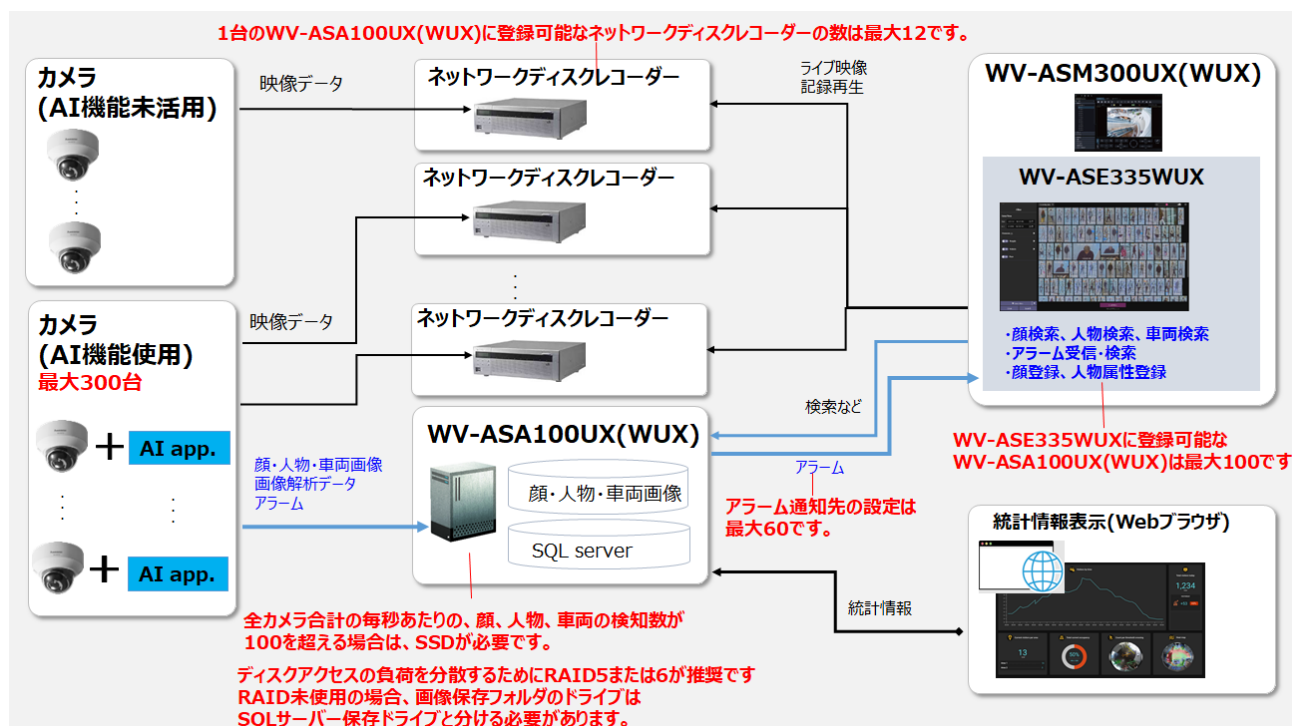 1台のWV-ASA100UX(WUX)に登録可能なネットワークディスクレコーダーの数は最大12です。
カメラ
(AI機能未活用)
映像データ
ネットワークディスクレコーダー
ライブ映像
記録再生
WV-ASM300UX(WUX)
ネットワークディスクレコーダー
WV-ASE335WUX
カメラ
(AI機能使用)
最大300台
映像データ
ネットワークディスクレコーダー
・顔検索、人物検索、車両検索
・アラーム受信・検索
・顔登録、人物属性登録
検索など
AI app.
AI app.
顔・人物・車両画像
画像解析データ
アラーム
WV-ASA100UX(WUX)
顔・人物・車両画像
SQL server
アラーム
アラーム通知先の設定は
最大60です。
WV-ASE335WUXに登録可能な
WV-ASA100UX(WUX)は最大100です
統計情報表示(Webブラウザ)
1,234
13
50%
統計情報
全カメラ合計の毎秒あたりの、顔、人物、車両の検知数が
100を超える場合は、SSDが必要です。
ディスクアクセスの負荷を分散するためにRAID5または6が推奨です
RAID未使用の場合、画像保存フォルダのドライブは
SQLサーバー保存ドライブと分ける必要があります。